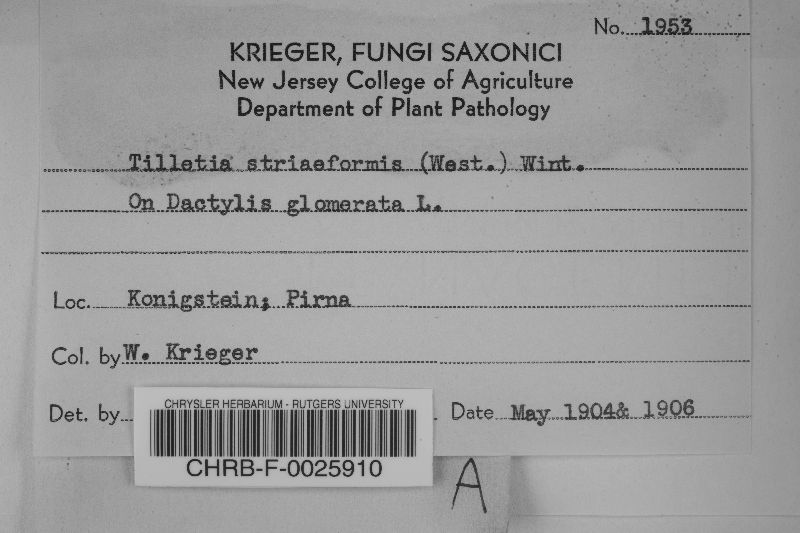 No. 1953
KRIEGER, FUNGI SAXONICI
New Jersey College of Agriculture
Department of Plant Pathology
Tilletia striaeformis (West.) Wint.
On Dactylis glomerata L.
Loc. Konigstein; Pirna
Col. by W. Krieger
Det. by Date May 1904& 1906
CHRYSLER HERBARIUM - RUTGERS UNIVERSITY
CHRB-F-0025910
A